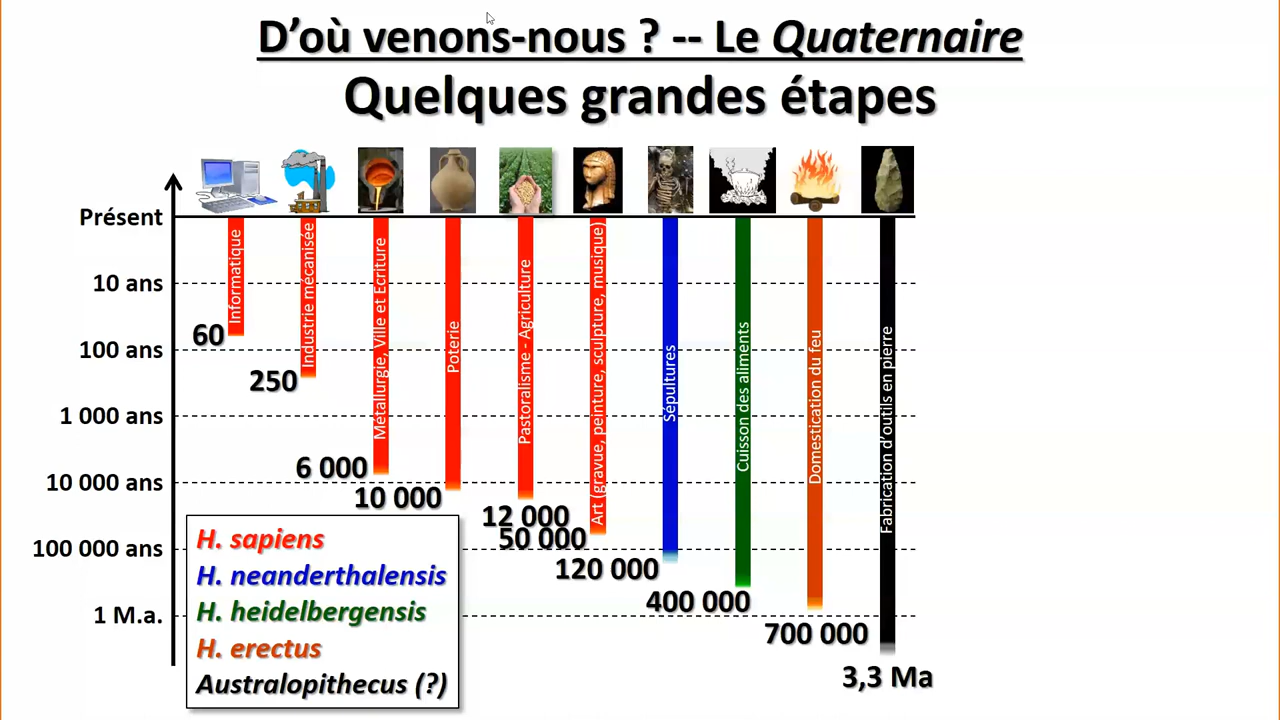 D’où venons-nous ? -- Le Quaternaire
Quelques grandes étapes
Présent
10 ans
100 ans
1 000 ans
10 000 ans
100 000 ans
1 M.a.
Informatique
60
Industrie mécanisée
250
Métallurgie, Ville et Ecriture
6 000
Poterie
10 000
Pastoralisme - Agriculture
12 000
Art (gravue, peinture, sculpture, musique)
50 000
Sépultures
120 000
Cuisson des aliments
400 000
Domestication du feu
700 000
Fabrication d’outils en pierre
3,3 Ma
H. sapiens
H. neanderthalensis
H. heidelbergensis
H. erectus
Australopithecus (?)